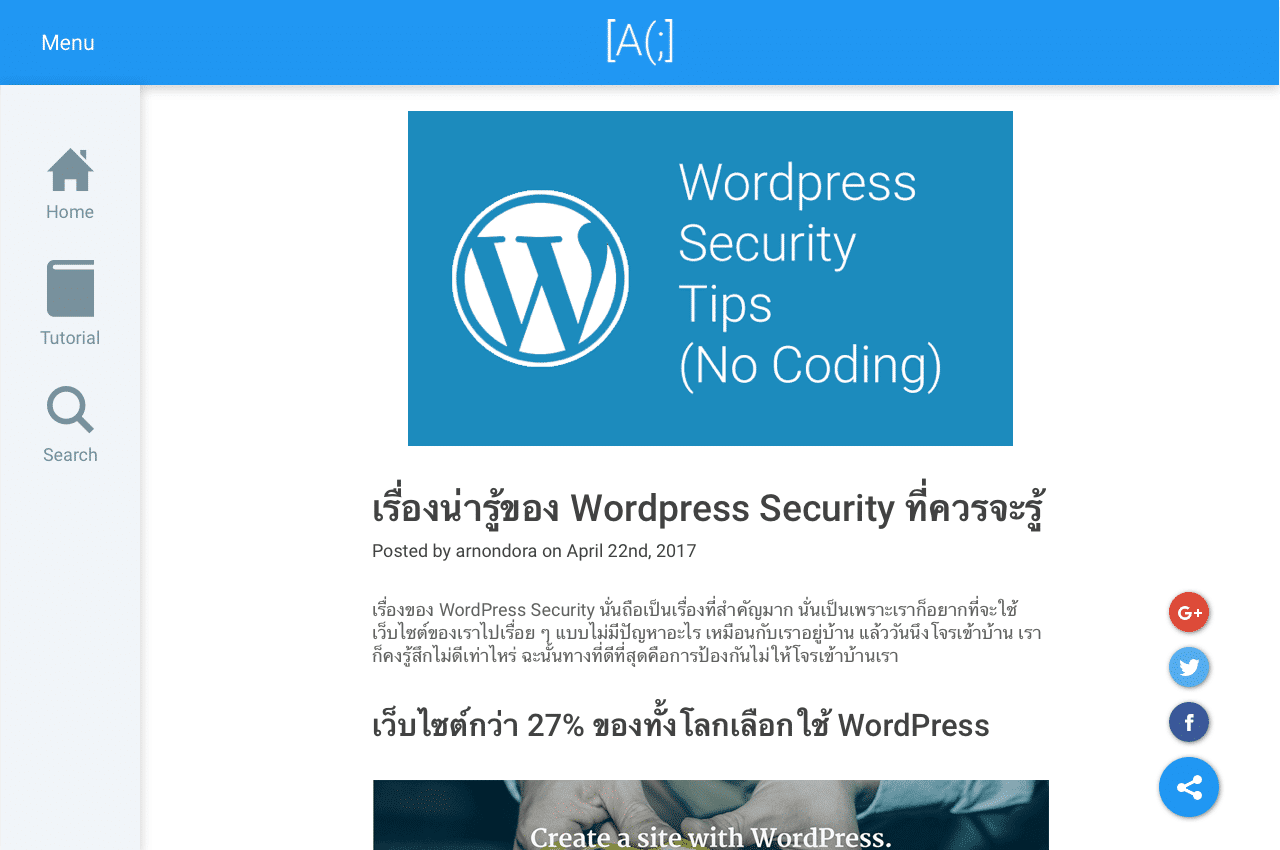 Menu
[A(;]
Home
Tutorial
Search
Wordpress
Security
Tips
(No Coding)
เรื่องน่ารู้ของ Wordpress Security ที่ควรจะรู้
Posted by arnondora on April 22nd, 2017
เรื่องของ WordPress Security นั่นถือเป็นเรื่องที่สำคัญมาก นั่นเป็นเพราะเราก็อยากที่จะใช้
เว็บไซต์ของเราไปเรื่อย ๆ แบบไม่มีปัญหาอะไร เหมือนกับเราอยู่บ้าน แล้ววันนึงโจรเข้าบ้าน เรา
ก็คงรู้สึกไม่ดีเท่าไหร่ ฉะนั้นทางที่ดีที่สุดคือการป้องกันไม่ให้โจรเข้าบ้านเรา
เว็บไซต์กว่า 27% ของทั้งโลกเลือกใช้ WordPress
Create a site with WordPress.
G+
f